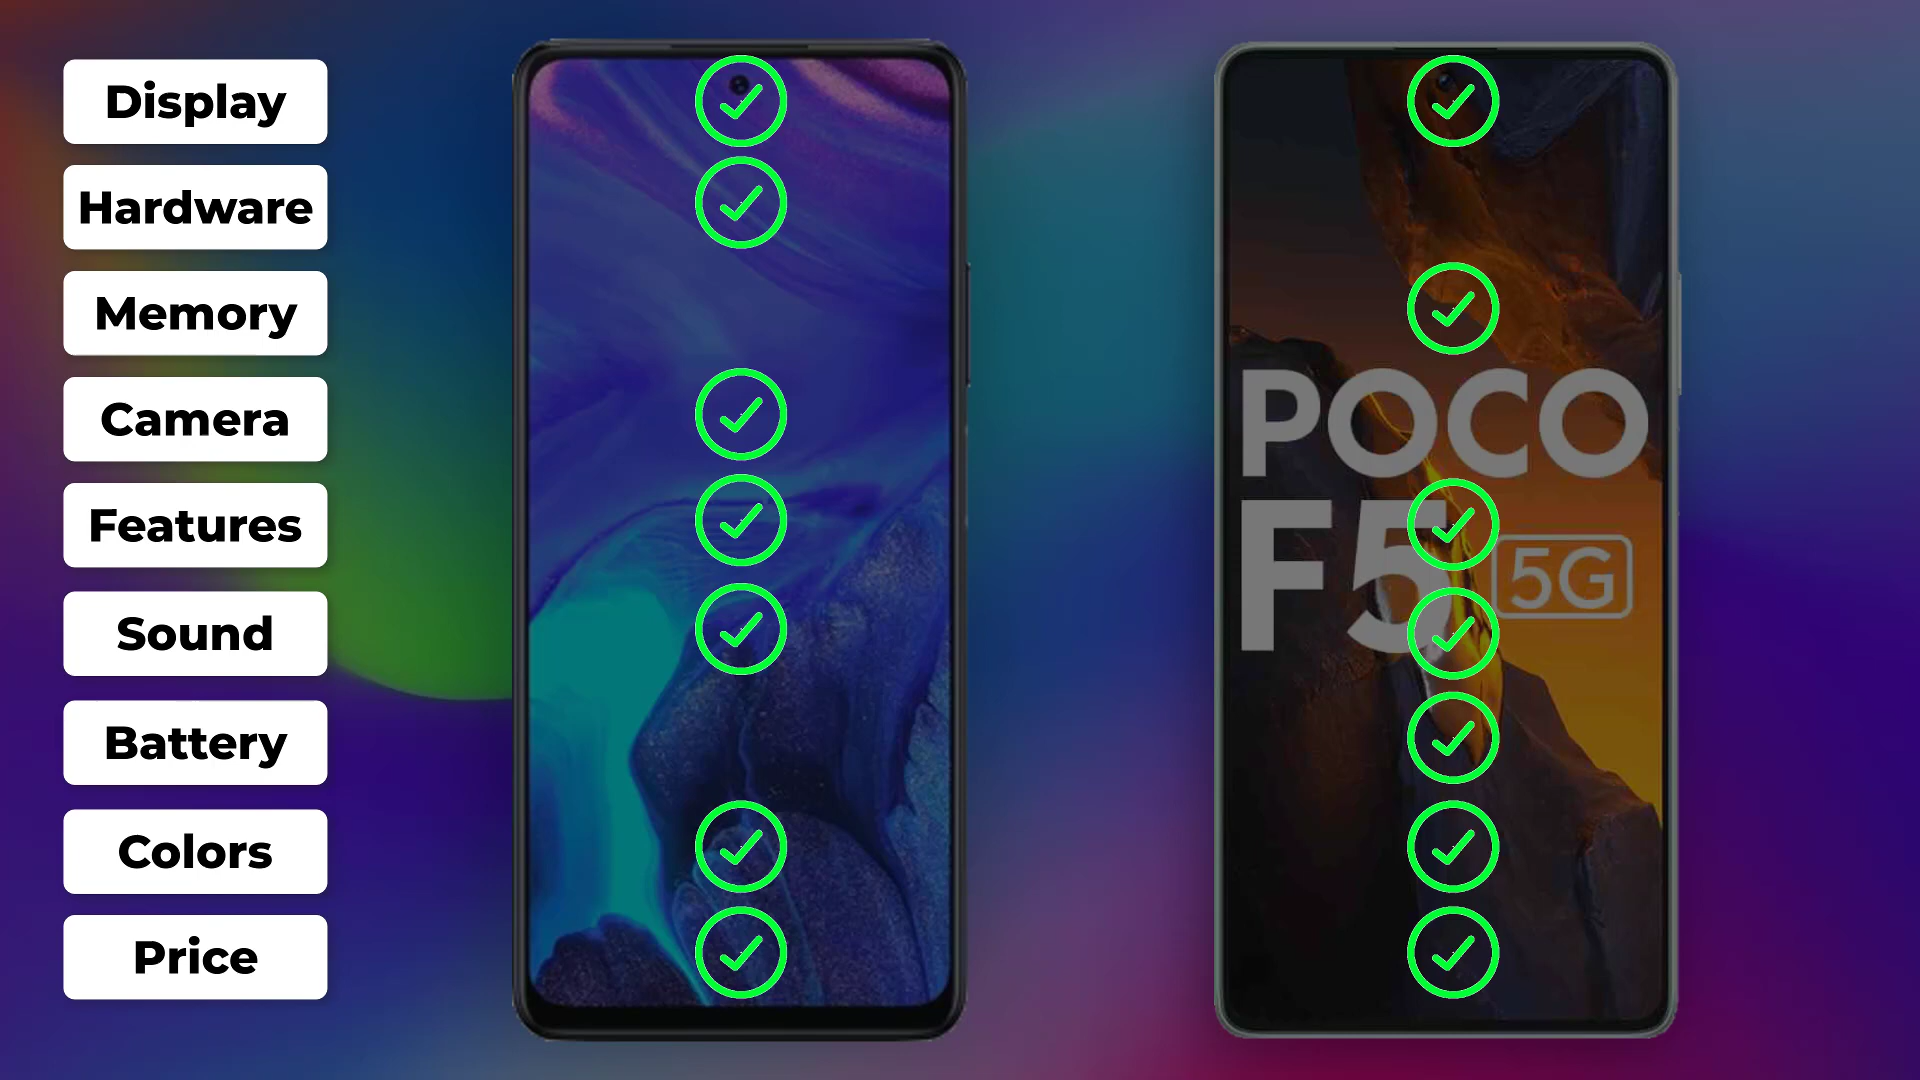 Display
Hardware
Memory
Camera
Features
Sound
Battery
Colors
Price
POCO
F5 5G